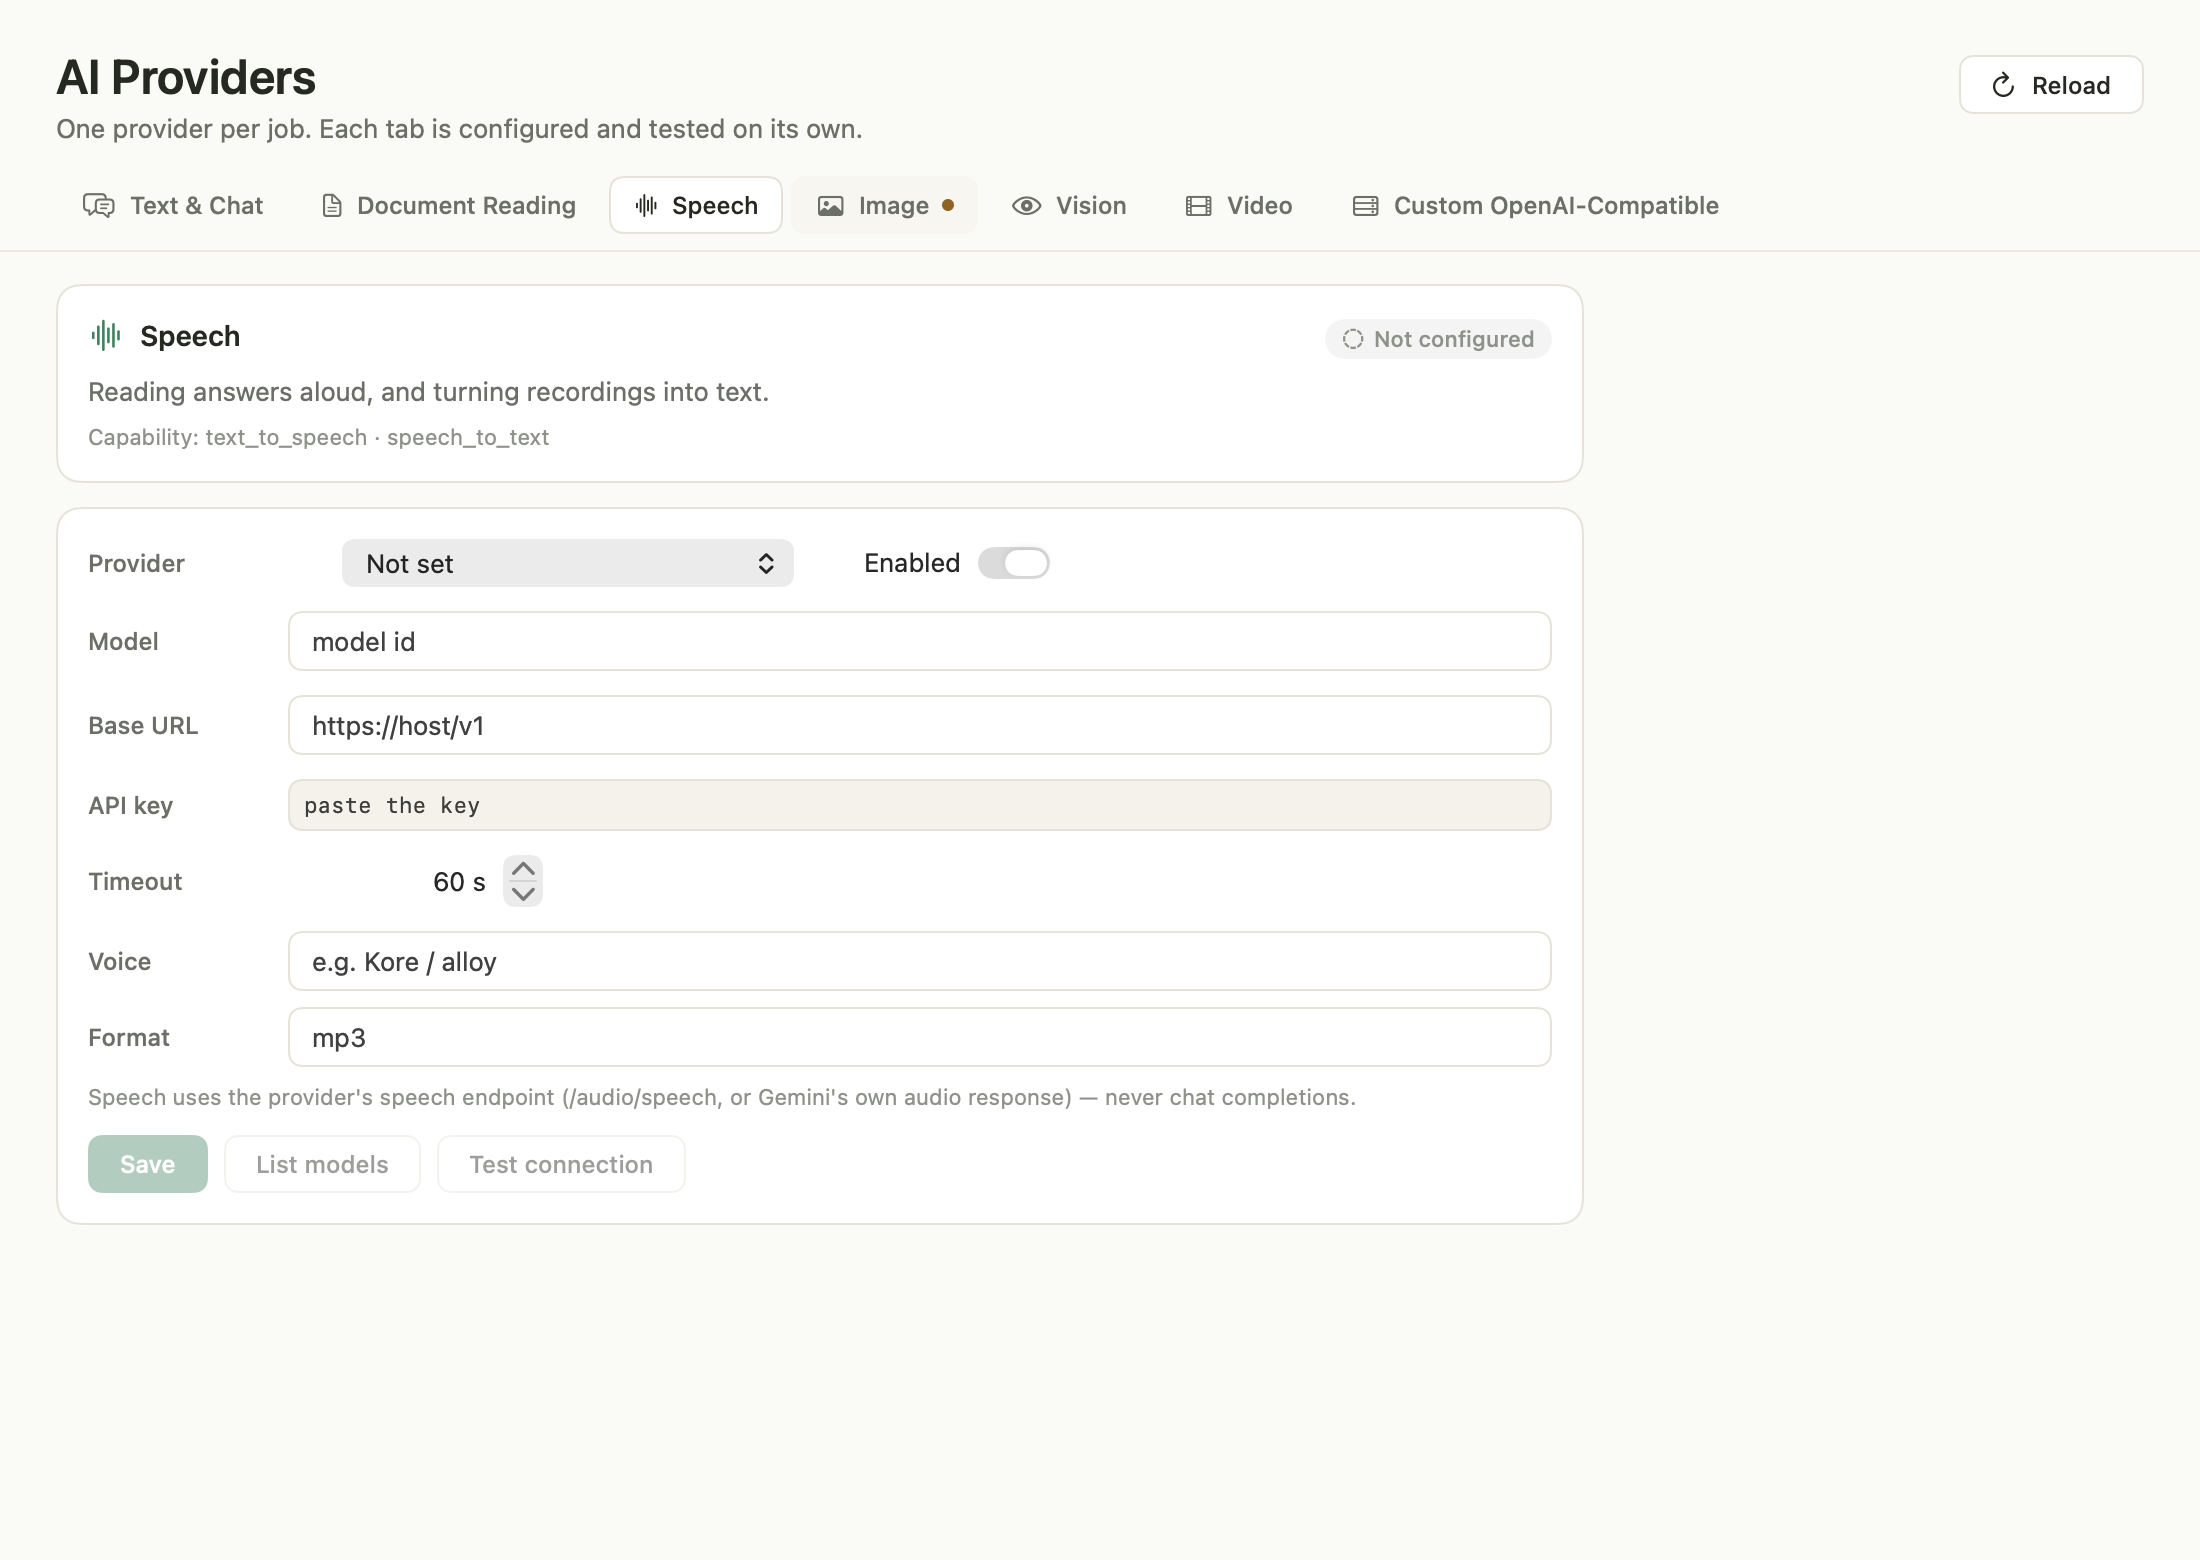 AI Providers
Reload
One provider per job. Each tab is configured and tested on its own.
Text & Chat Document Reading Speech Image Vision Video Custom OpenAI-Compatible
Speech
Not configured
Reading answers aloud, and turning recordings into text.
Capability: text_to_speech · speech_to_text
Provider Not set Enabled
Model model id
Base URL https://host/v1
API key paste the key
Timeout 60 s
Voice e.g. Kore / alloy
Format mp3
Speech uses the provider's speech endpoint (/audio/speech, or Gemini's own audio response) — never chat completions.
Save List models Test connection